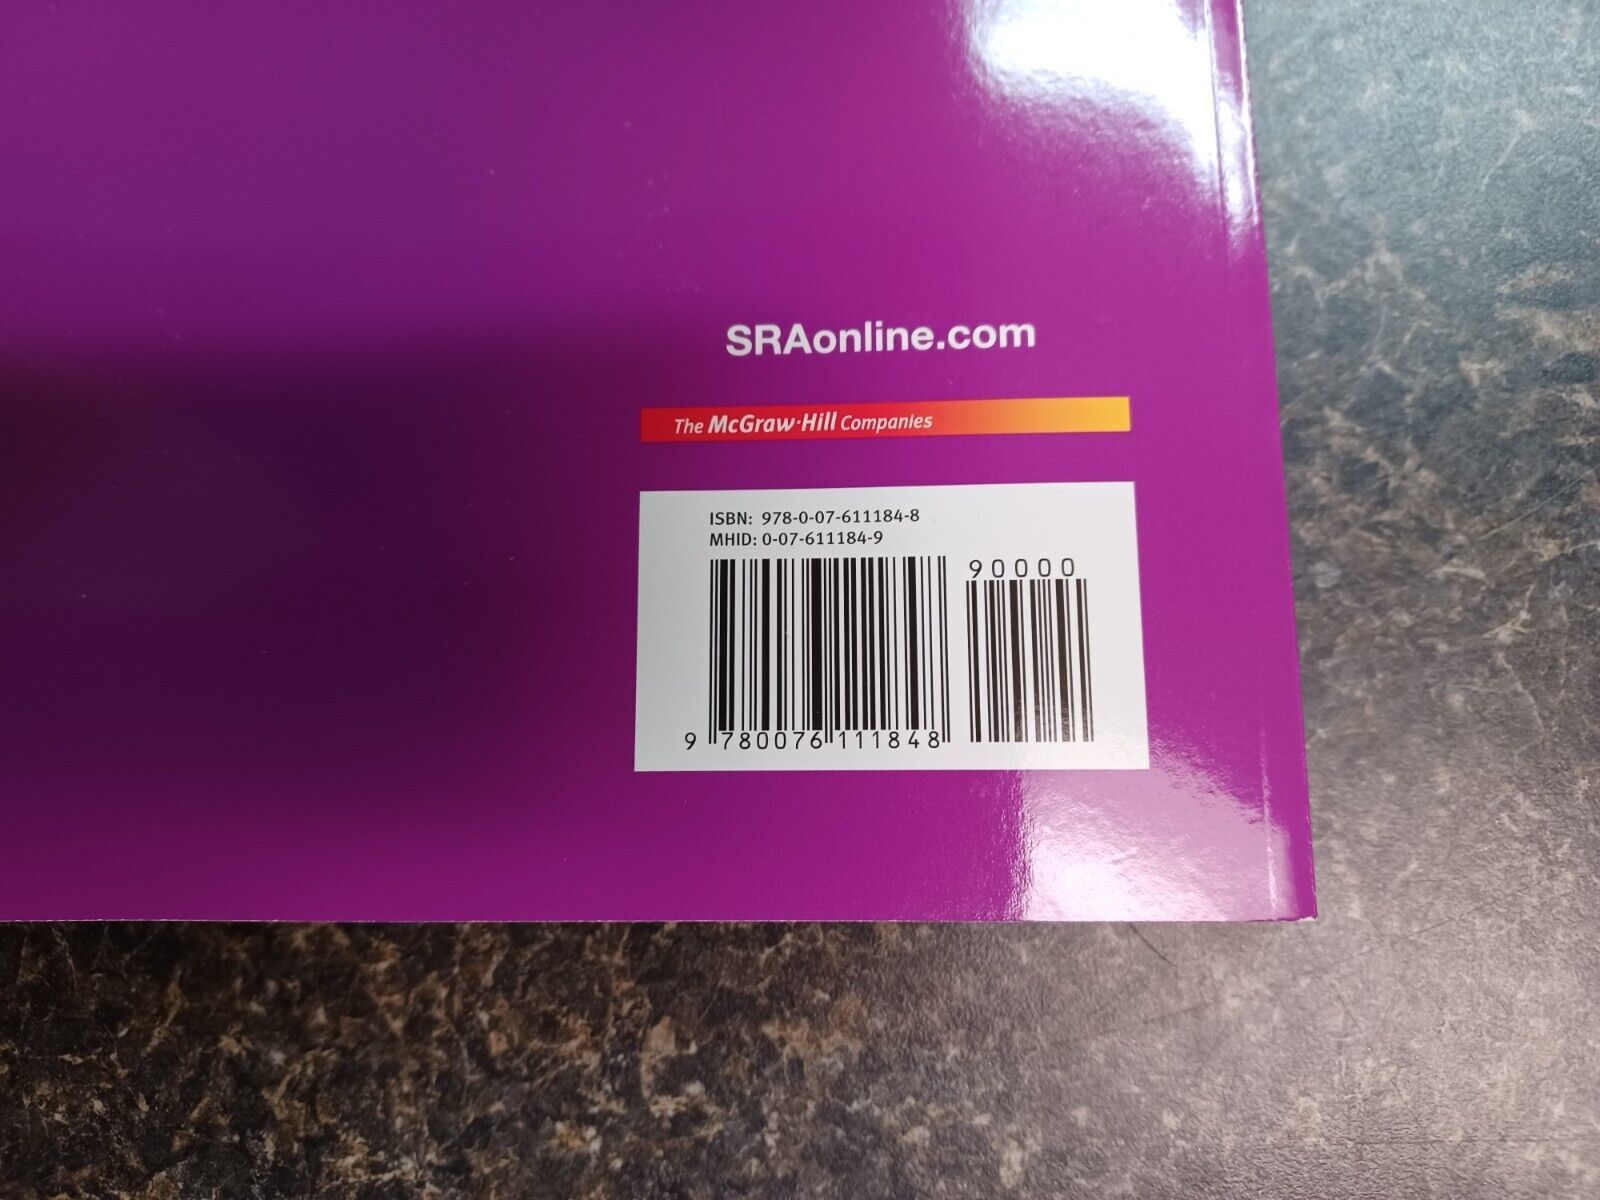 SRAonline.com
The McGraw·Hill Companies
ISBN: 978-0-07-611184-8
MHID: 0-07-611184-9
90000
9 780076 111848